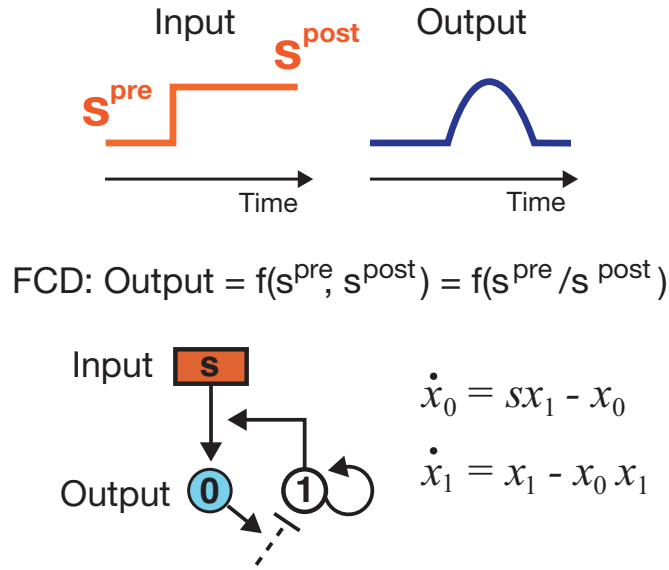 Input Output
s^pre s^post
Time Time
FCD: Output = f(s^pre, s^post) = f(s^pre /s^post)
Input s
Output 0 1
ẋ₀ = sx₁ - x₀
ẋ₁ = x₁ - x₀ x₁